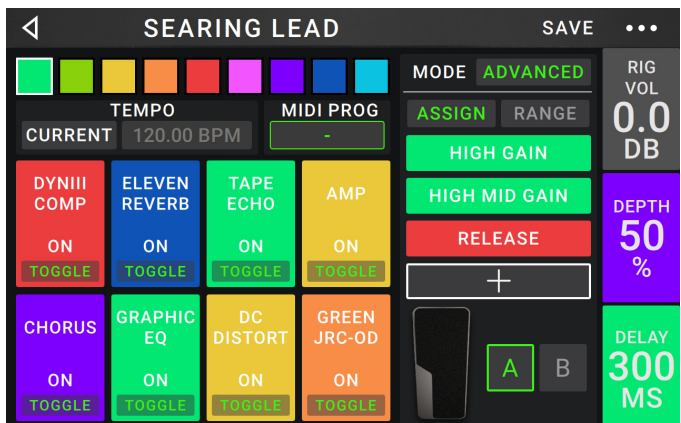 SEARING LEAD
SAVE
TEMPO
CURRENT 120.00 BPM
MIDI PROG
-
DYNIII
COMP
ON
TOGGLE
ELEVEN
REVERB
ON
TOGGLE
TAPE
ECHO
ON
TOGGLE
AMP
ON
TOGGLE
CHORUS
ON
TOGGLE
GRAPHIC
EQ
ON
TOGGLE
DC
DISTORT
ON
TOGGLE
GREEN
JRC-OD
ON
TOGGLE
MODE ADVANCED
ASSIGN RANGE
HIGH GAIN
HIGH MID GAIN
RELEASE
+
A B
RIG
VOL
0.0
DB
DEPTH
50
%
DELAY
300
MS